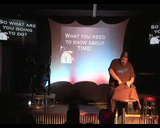 SO WHAT ARE
YOU GOING
TO DO?
WHAT YOU NEED
TO KNOW ABOUT
TIME: